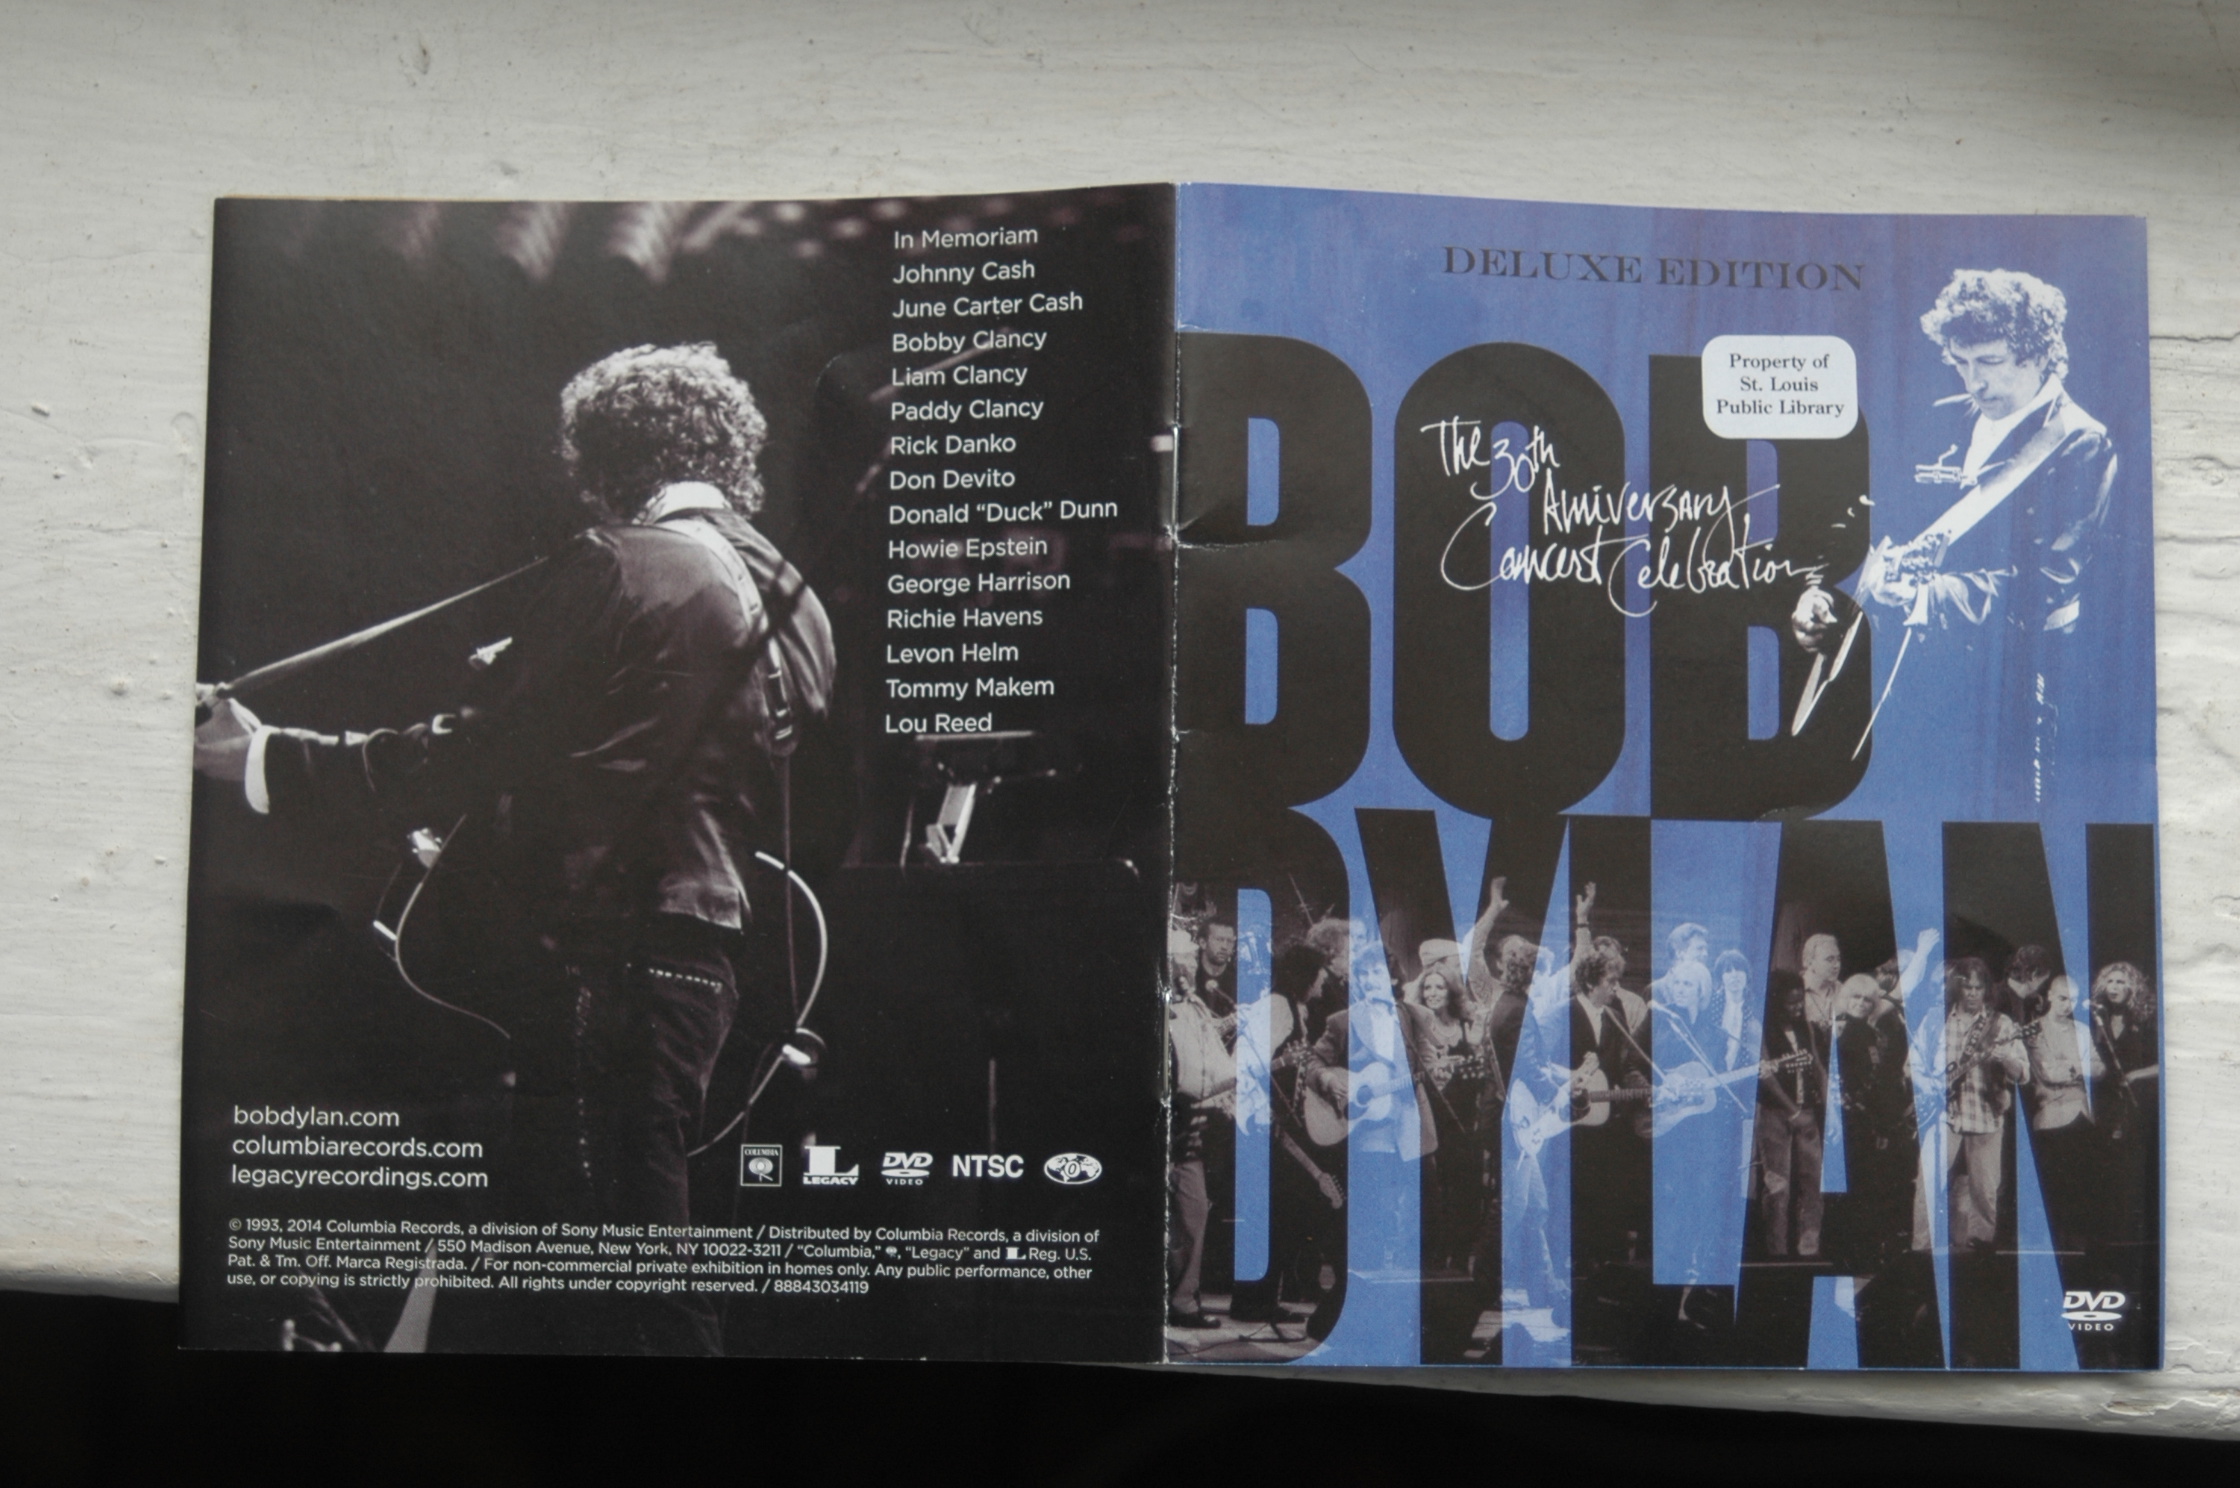 In Memoriam
Johnny Cash
June Carter Cash
Bobby Clancy
Liam Clancy
Paddy Clancy
Rick Danko
Don Devito
Donald “Duck” Dunn
Howie Epstein
George Harrison
Richie Havens
Levon Helm
Tommy Makem
Lou Reed
bobdylan.com
columbiarecords.com
legacyrecordings.com
COLUMBIA
L
LEGACY
DVD
VIDEO
NTSC
0
© 1993, 2014 Columbia Records, a division of Sony Music Entertainment / Distributed by Columbia Records, a division of
Sony Music Entertainment / 550 Madison Avenue, New York, NY 10022-3211 / “Columbia,” , “Legacy” and L Reg. U.S.
Pat. & Tm. Off. Marca Registrada. / For non-commercial private exhibition in homes only. Any public performance, other
use, or copying is strictly prohibited. All rights under copyright reserved. / 88843034119
DELUXE EDITION
BOB
Property of
St. Louis
Public Library
The 30th
Anniversary
Concert Celebration
DYLAN
DVD
VIDEO